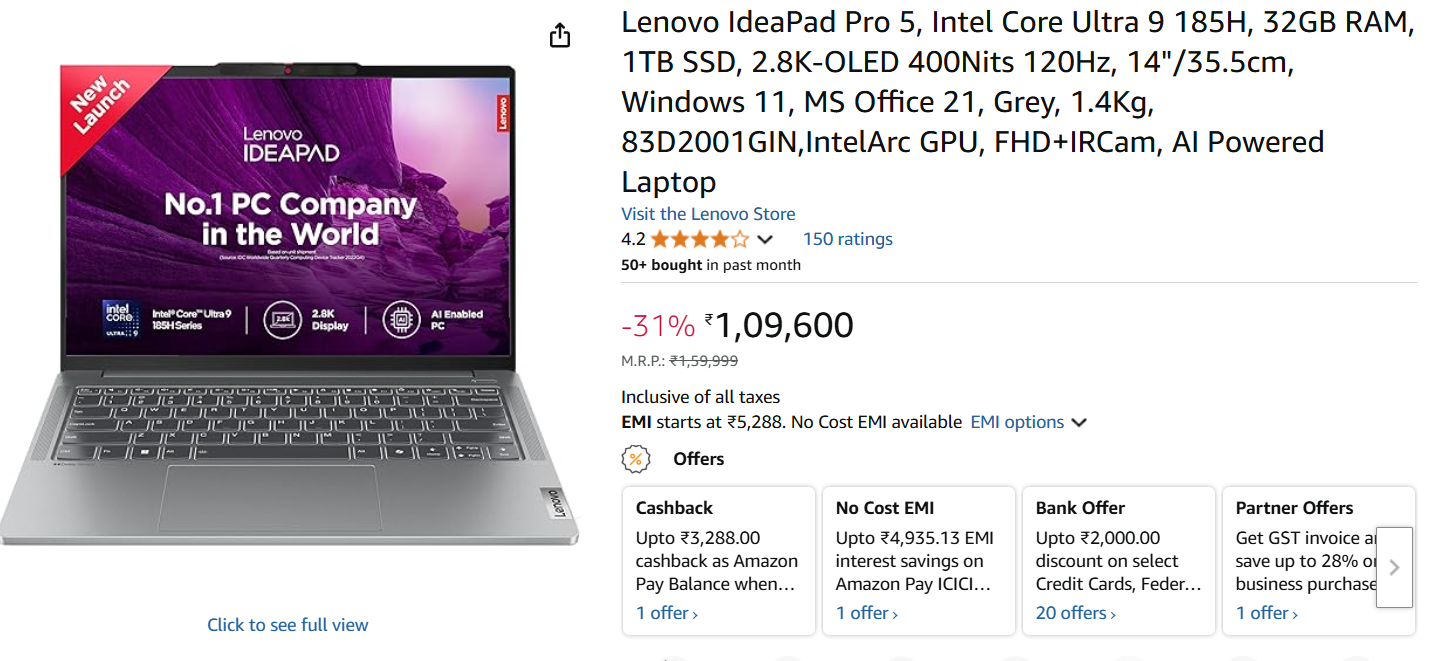 Lenovo IdeaPad Pro 5, Intel Core Ultra 9 185H, 32GB RAM,
1TB SSD, 2.8K-OLED 400Nits 120Hz, 14"/35.5cm,
Windows 11, MS Office 21, Grey, 1.4Kg,
83D2001GIN,IntelArc GPU, FHD+IRCam, AI Powered
Laptop
Visit the Lenovo Store
4.2
150 ratings
50+ bought in past month
-31% ₹1,09,600
M.R.P.: ₹1,59,999
Inclusive of all taxes
EMI starts at ₹5,288. No Cost EMI available EMI options
% Offers
Cashback
Upto ₹3,288.00
cashback as Amazon
Pay Balance when…
1 offer ›
No Cost EMI
Upto ₹4,935.13 EMI
interest savings on
Amazon Pay ICICI…
1 offer ›
Bank Offer
Upto ₹2,000.00
discount on select
Credit Cards, Feder…
20 offers ›
Partner Offers
Get GST invoice
save up to 28%
business purchase
1 offer ›
New
Launch
Lenovo
Lenovo
IDEAPAD
No.1 PC Company
in the World
intel
CORE
ULTRA 9
Intel® Core™ Ultra 9
185H Series
2.8K
2.8K
Display
AI
AI Enabled
PC
Lenovo
Click to see full view